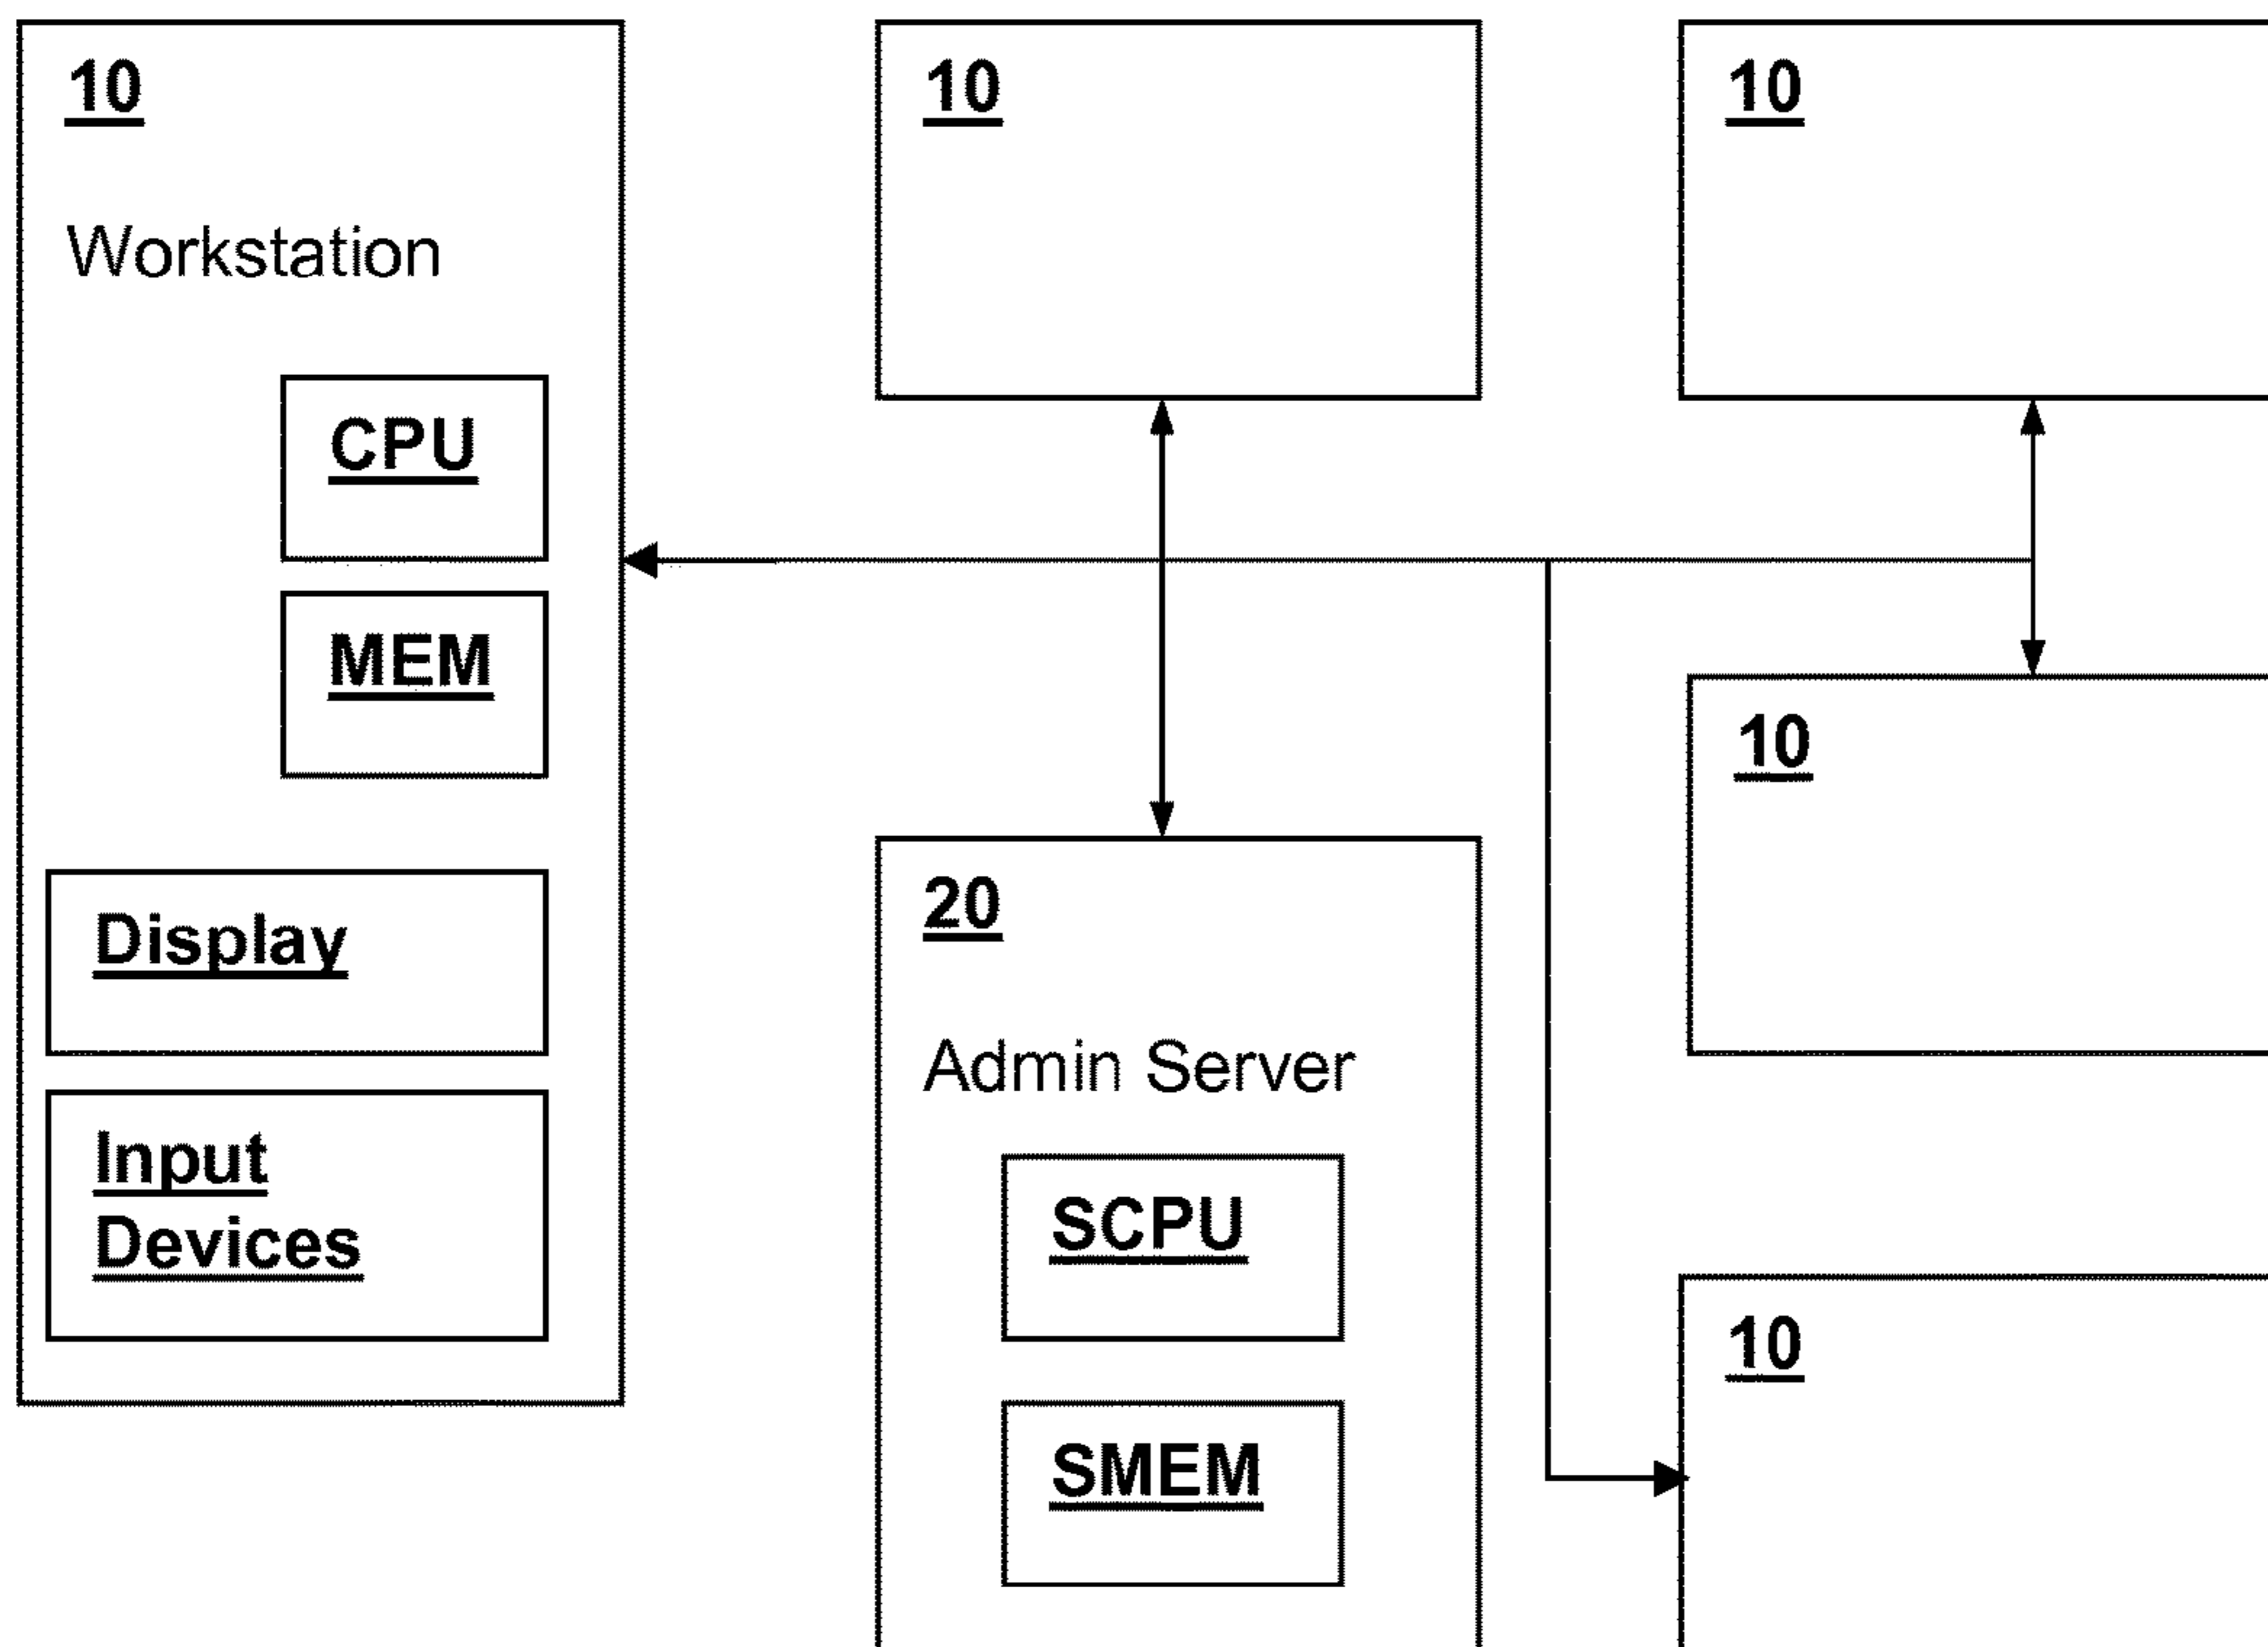 10
Workstation
CPU
MEM
Display
Input
Devices
10
20
Admin Server
SCPU
SMEM
10
10
10